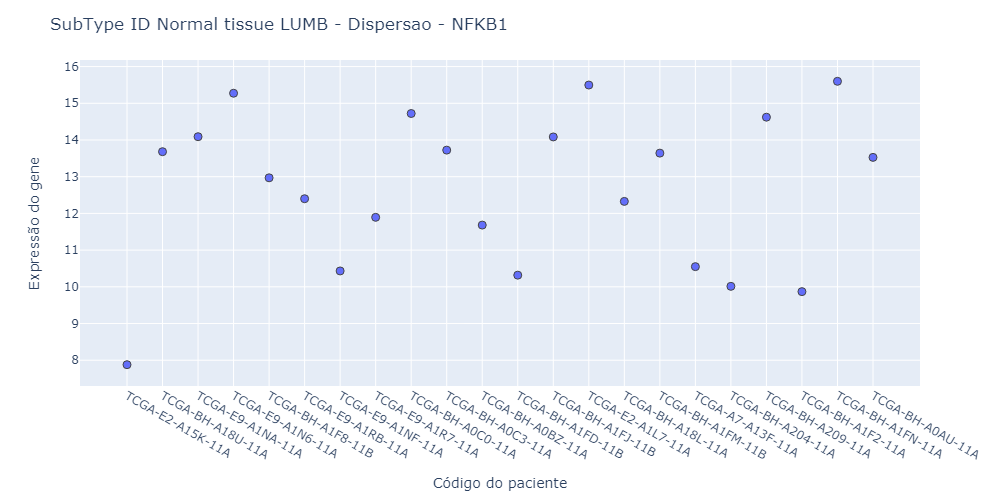 SubType ID Normal tissue LUMB - Dispersao - NFKB1
Expressão do gene
16
15
14
13
12
11
10
9
8
TCGA-E2-A15K-11A
TCGA-BH-A18U-11A
TCGA-E9-A1NA-11A
TCGA-E9-A1N6-11A
TCGA-BH-A1F8-11B
TCGA-E9-A1RB-11A
TCGA-E9-A1NF-11A
TCGA-E9-A1R7-11A
TCGA-BH-A0C0-11A
TCGA-BH-A0C3-11A
TCGA-BH-A0BZ-11A
TCGA-BH-A1FD-11B
TCGA-BH-A1FJ-11B
TCGA-E2-A1L7-11A
TCGA-BH-A18L-11A
TCGA-BH-A1FM-11B
TCGA-A7-A13F-11A
TCGA-BH-A204-11A
TCGA-BH-A209-11A
TCGA-BH-A1F2-11A
TCGA-BH-A1FN-11A
TCGA-BH-A0AU-11A
Código do paciente